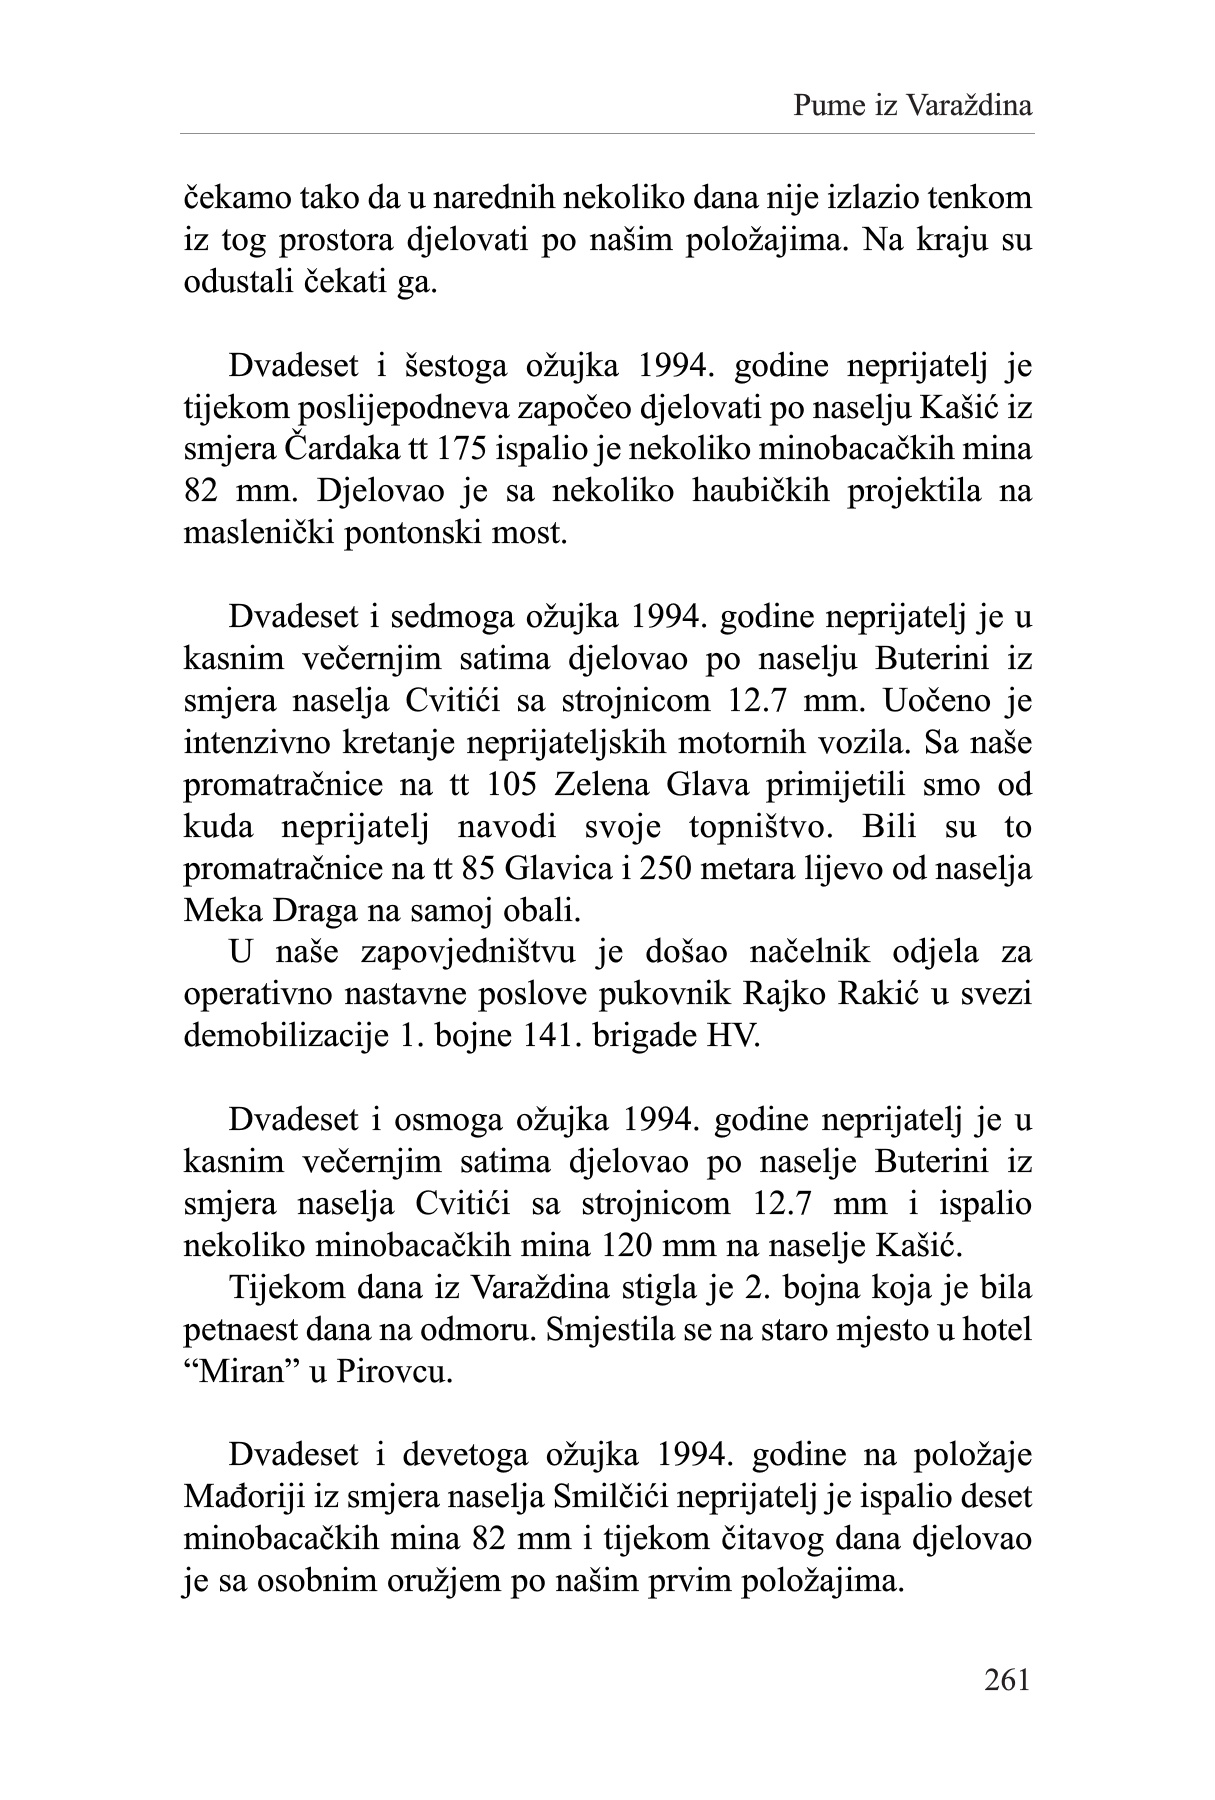 Pume iz Varaždina
čekamo tako da u narednih nekoliko dana nije izlazio tenkom
iz tog prostora djelovati po našim položajima. Na kraju su
odustali čekati ga.
Dvadeset i šestoga ožujka 1994. godine neprijatelj je
tijekom poslijepodneva započeo djelovati po naselju Kašić iz
smjera Čardaka tt 175 ispalio je nekoliko minobacačkih mina
82 mm. Djelovao je sa nekoliko haubičkih projektila na
maslenički pontonski most.
Dvadeset i sedmoga ožujka 1994. godine neprijatelj je u
kasnim večernjim satima djelovao po naselju Buterini iz
smjera naselja Cvitići sa strojnicom 12.7 mm. Uočeno je
intenzivno kretanje neprijateljskih motornih vozila. Sa naše
promatračnice na tt 105 Zelena Glava primijetili smo od
kuda neprijatelj navodi svoje topništvo. Bili su to
promatračnice na tt 85 Glavica i 250 metara lijevo od naselja
Meka Draga na samoj obali.
U naše zapovjedništvu je došao načelnik odjela za
operativno nastavne poslove pukovnik Rajko Rakić u svezi
demobilizacije 1. bojne 141. brigade HV.
Dvadeset i osmoga ožujka 1994. godine neprijatelj je u
kasnim večernjim satima djelovao po naselje Buterini iz
smjera naselja Cvitići sa strojnicom 12.7 mm i ispalio
nekoliko minobacačkih mina 120 mm na naselje Kašić.
Tijekom dana iz Varaždina stigla je 2. bojna koja je bila
petnaest dana na odmoru. Smjestila se na staro mjesto u hotel
“Miran” u Pirovcu.
Dvadeset i devetoga ožujka 1994. godine na položaje
Mađoriji iz smjera naselja Smilčići neprijatelj je ispalio deset
minobacačkih mina 82 mm i tijekom čitavog dana djelovao
je sa osobnim oružjem po našim prvim položajima.
261